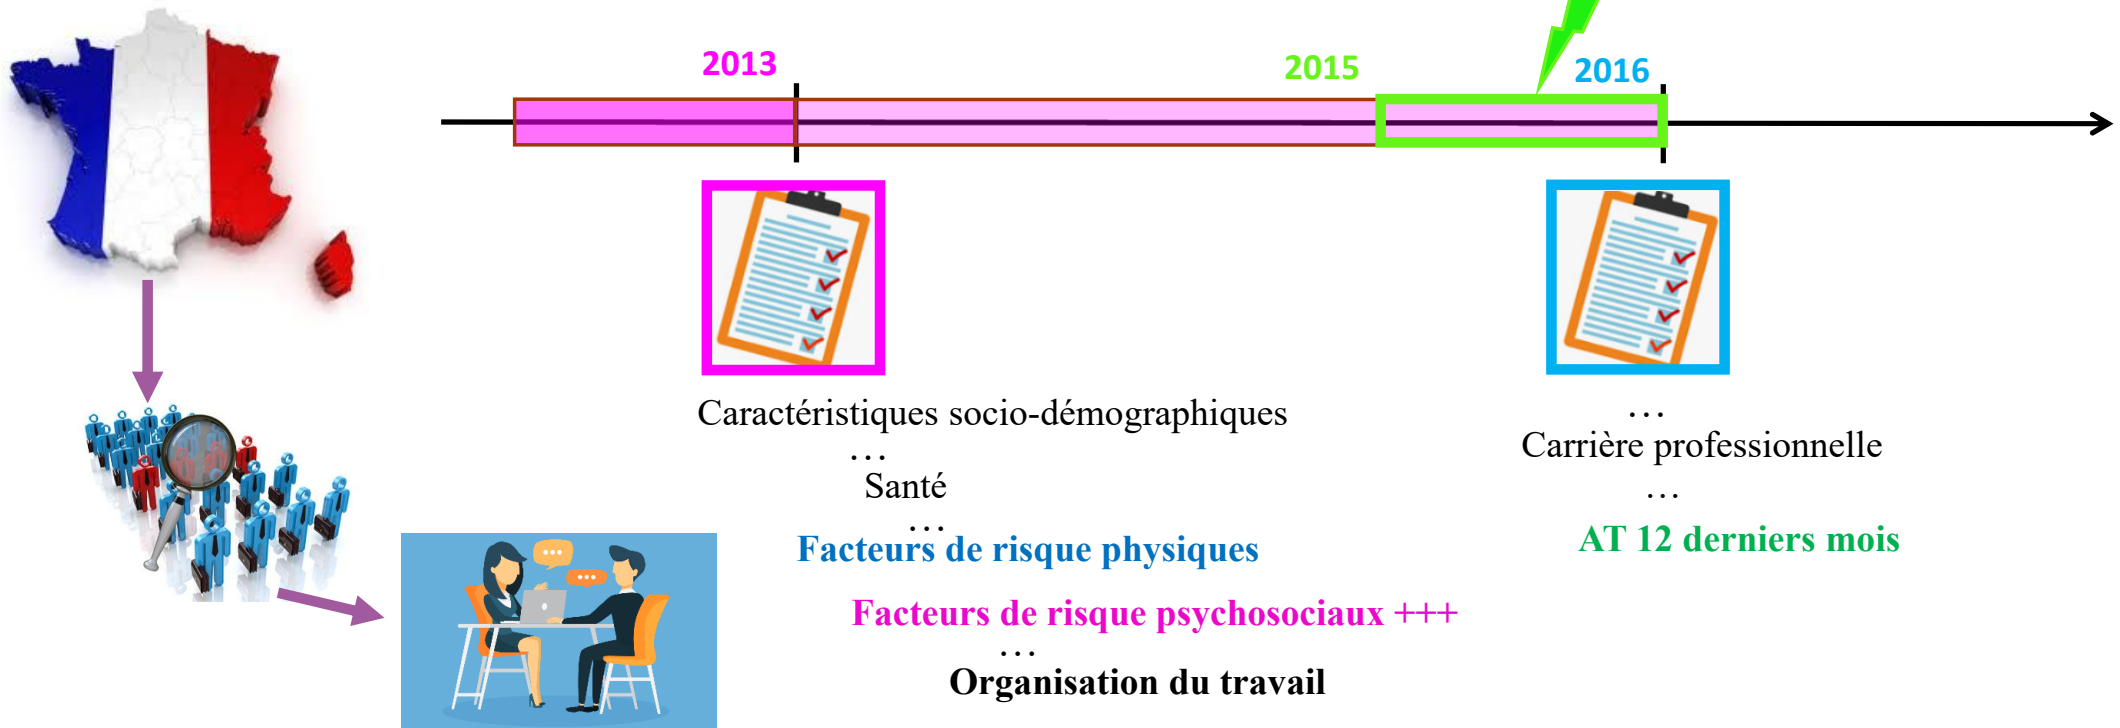 2013
2015
2016
Caractéristiques socio-démographiques
…
Santé
…
Facteurs de risque physiques
Facteurs de risque psychosociaux +++
…
Organisation du travail
…
Carrière professionnelle
…
AT 12 derniers mois